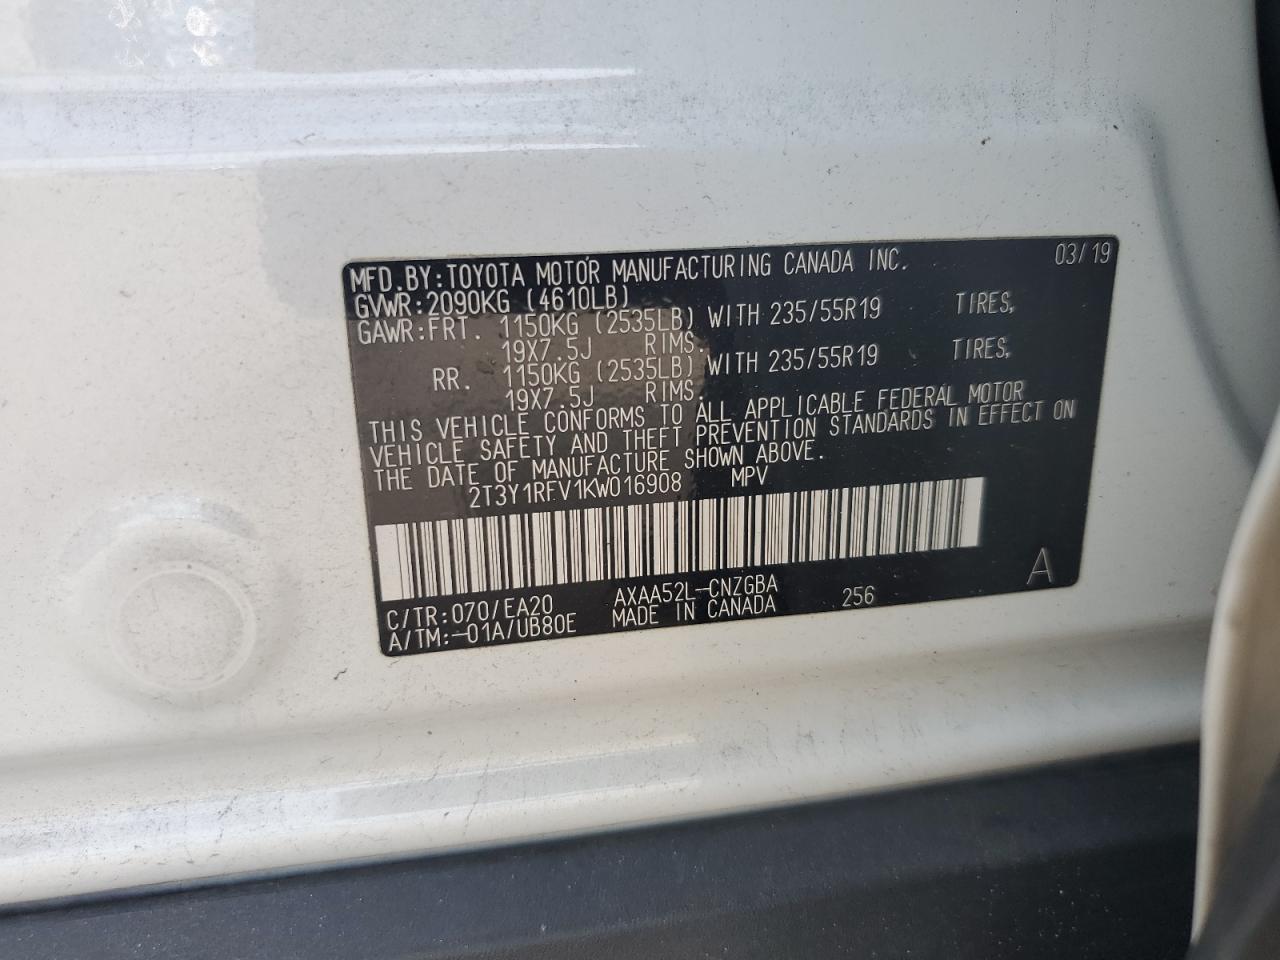 MFD.BY:TOYOTA MOTOR MANUFACTURING CANADA INC. 03/19
GVWR:2090KG (4610LB)
GAWR:FRT. 1150KG (2535LB) WITH 235/55R19 TIRES,
19X7.5J RIMS.
RR. 1150KG (2535LB) WITH 235/55R19 TIRES,
19X7.5J RIMS.
THIS VEHICLE CONFORMS TO ALL APPLICABLE FEDERAL MOTOR
VEHICLE SAFETY AND THEFT PREVENTION STANDARDS IN EFFECT ON
THE DATE OF MANUFACTURE SHOWN ABOVE.
2T3Y1RFV1KW016908 MPV
C/TR:070/EA20 AXAA52L-CNZGBA 256 A
A/TM:-01A/UB80E MADE IN CANADA